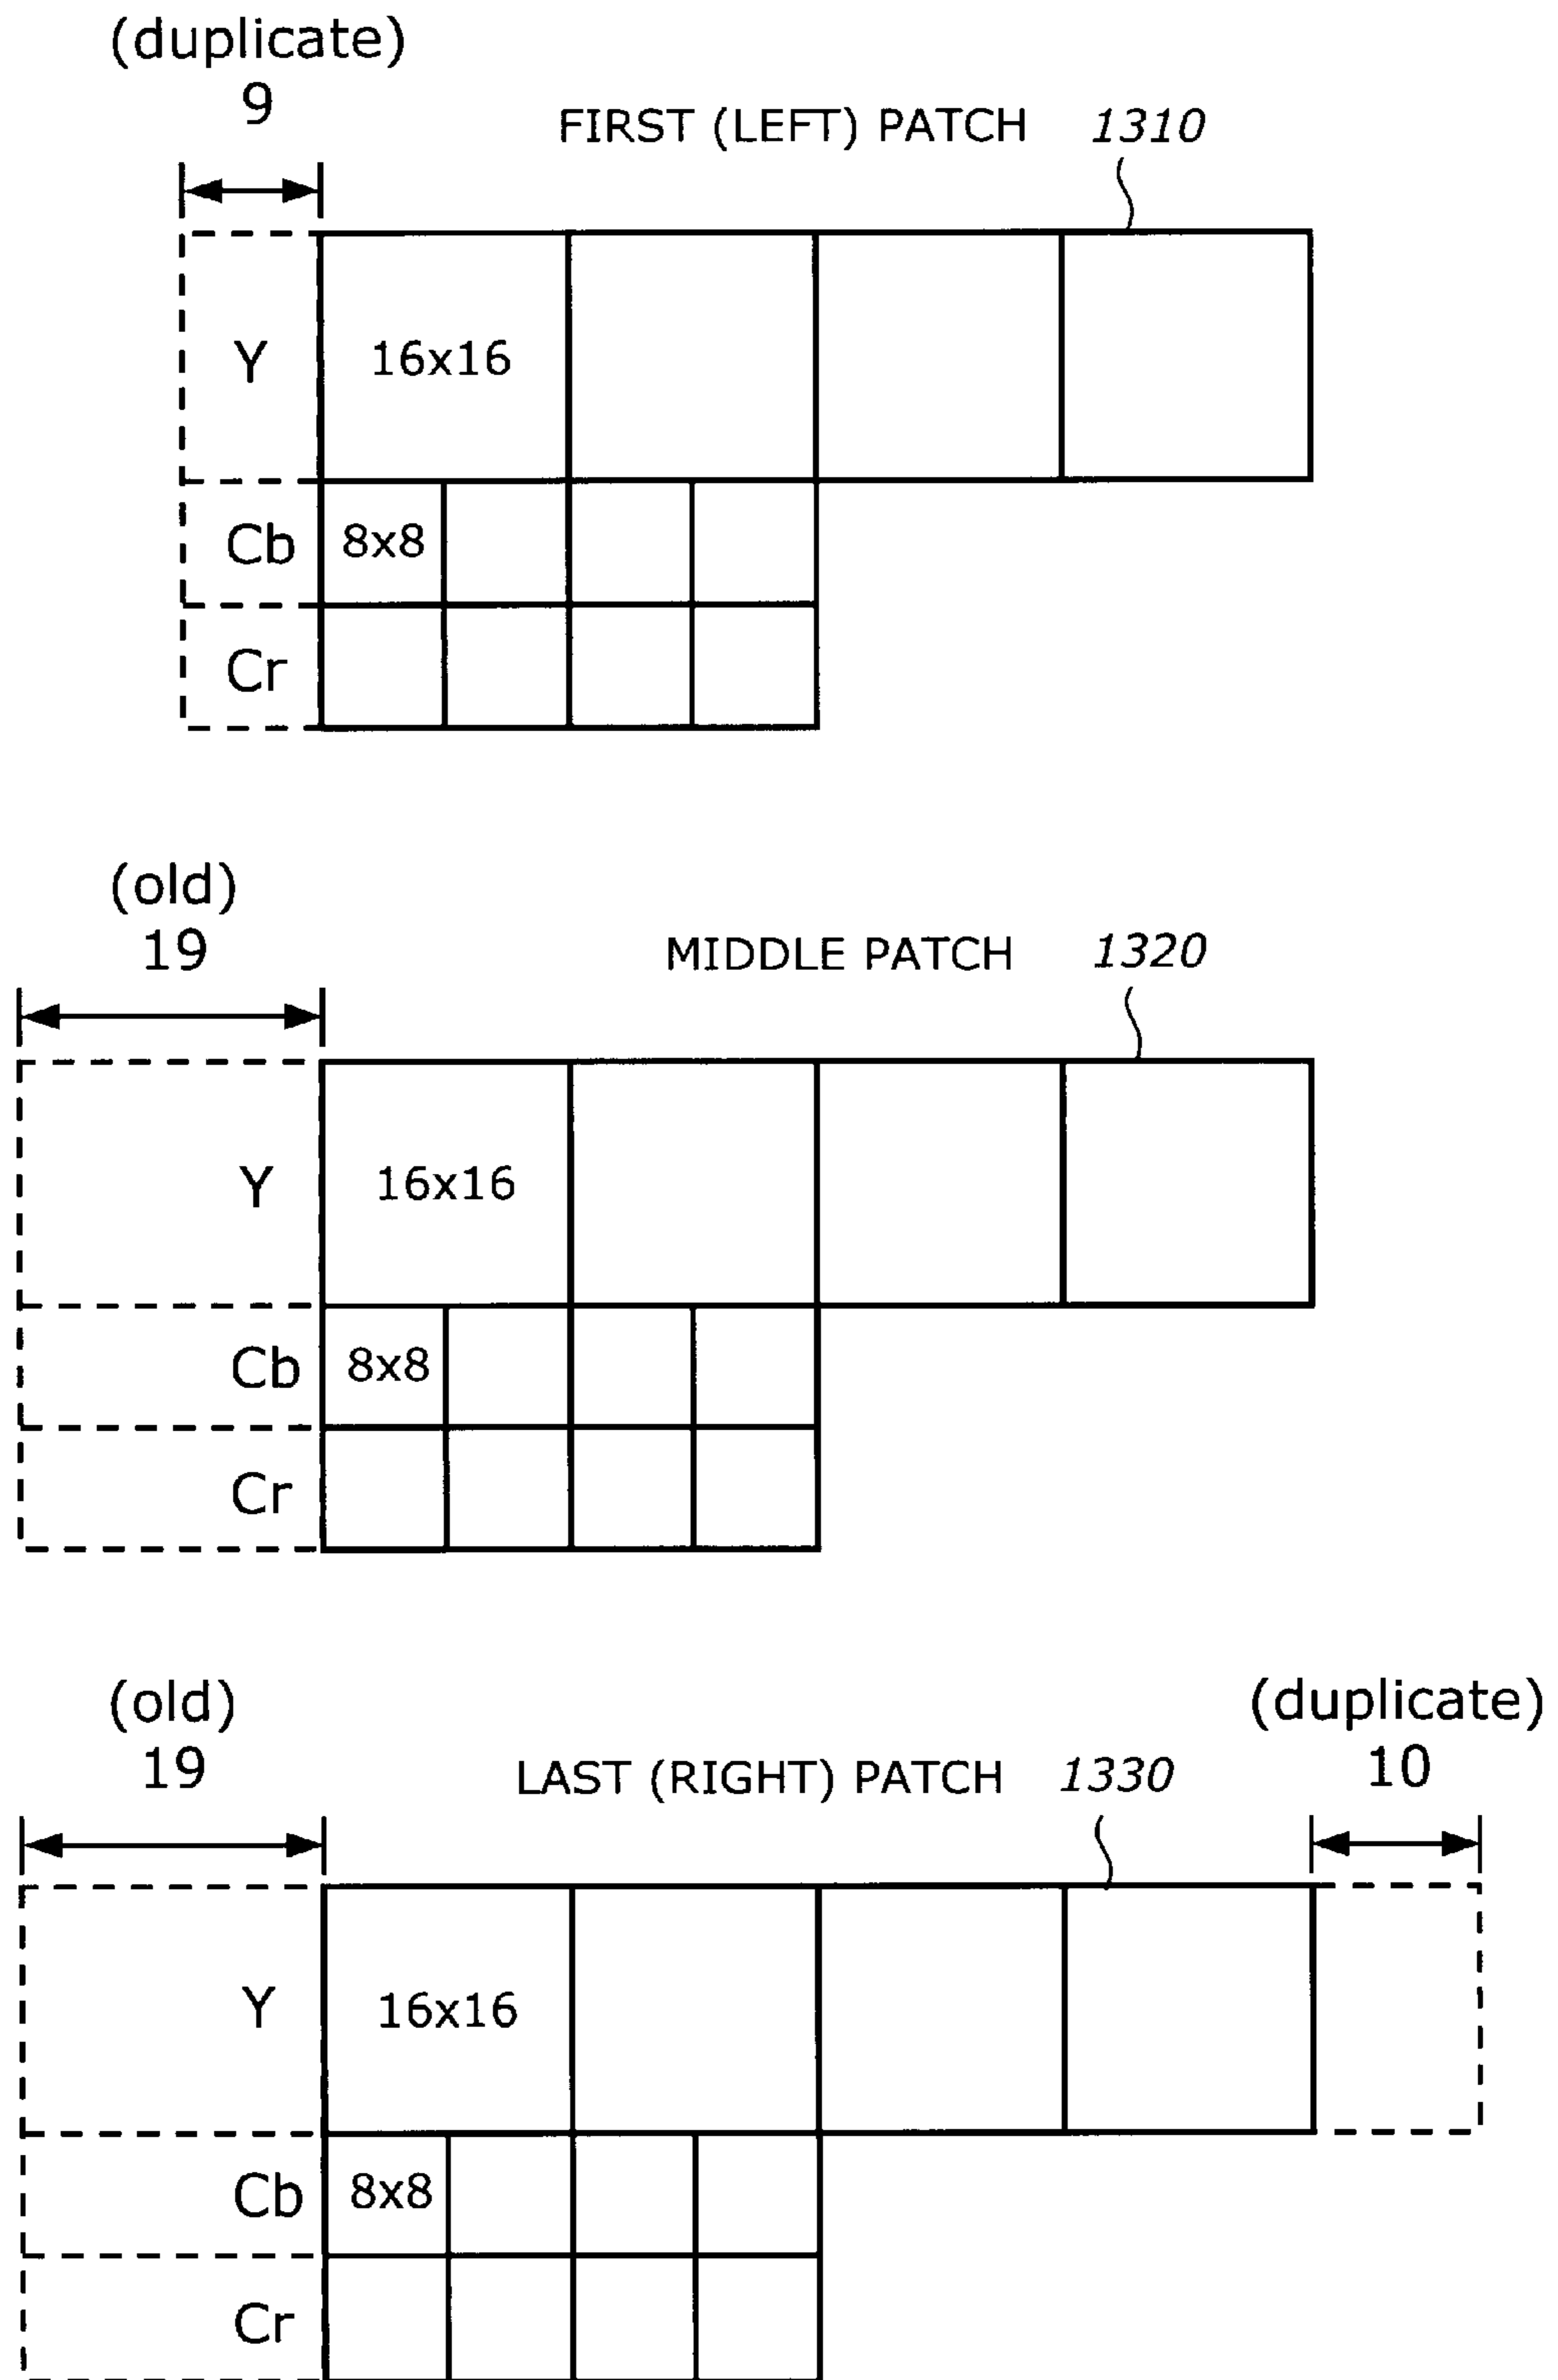 (duplicate)
9
FIRST (LEFT) PATCH 1310
Y 16x16
Cb 8x8
Cr
(old)
19
MIDDLE PATCH 1320
Y 16x16
Cb 8x8
Cr
(old)
19
LAST (RIGHT) PATCH 1330
(duplicate)
10
Y 16x16
Cb 8x8
Cr